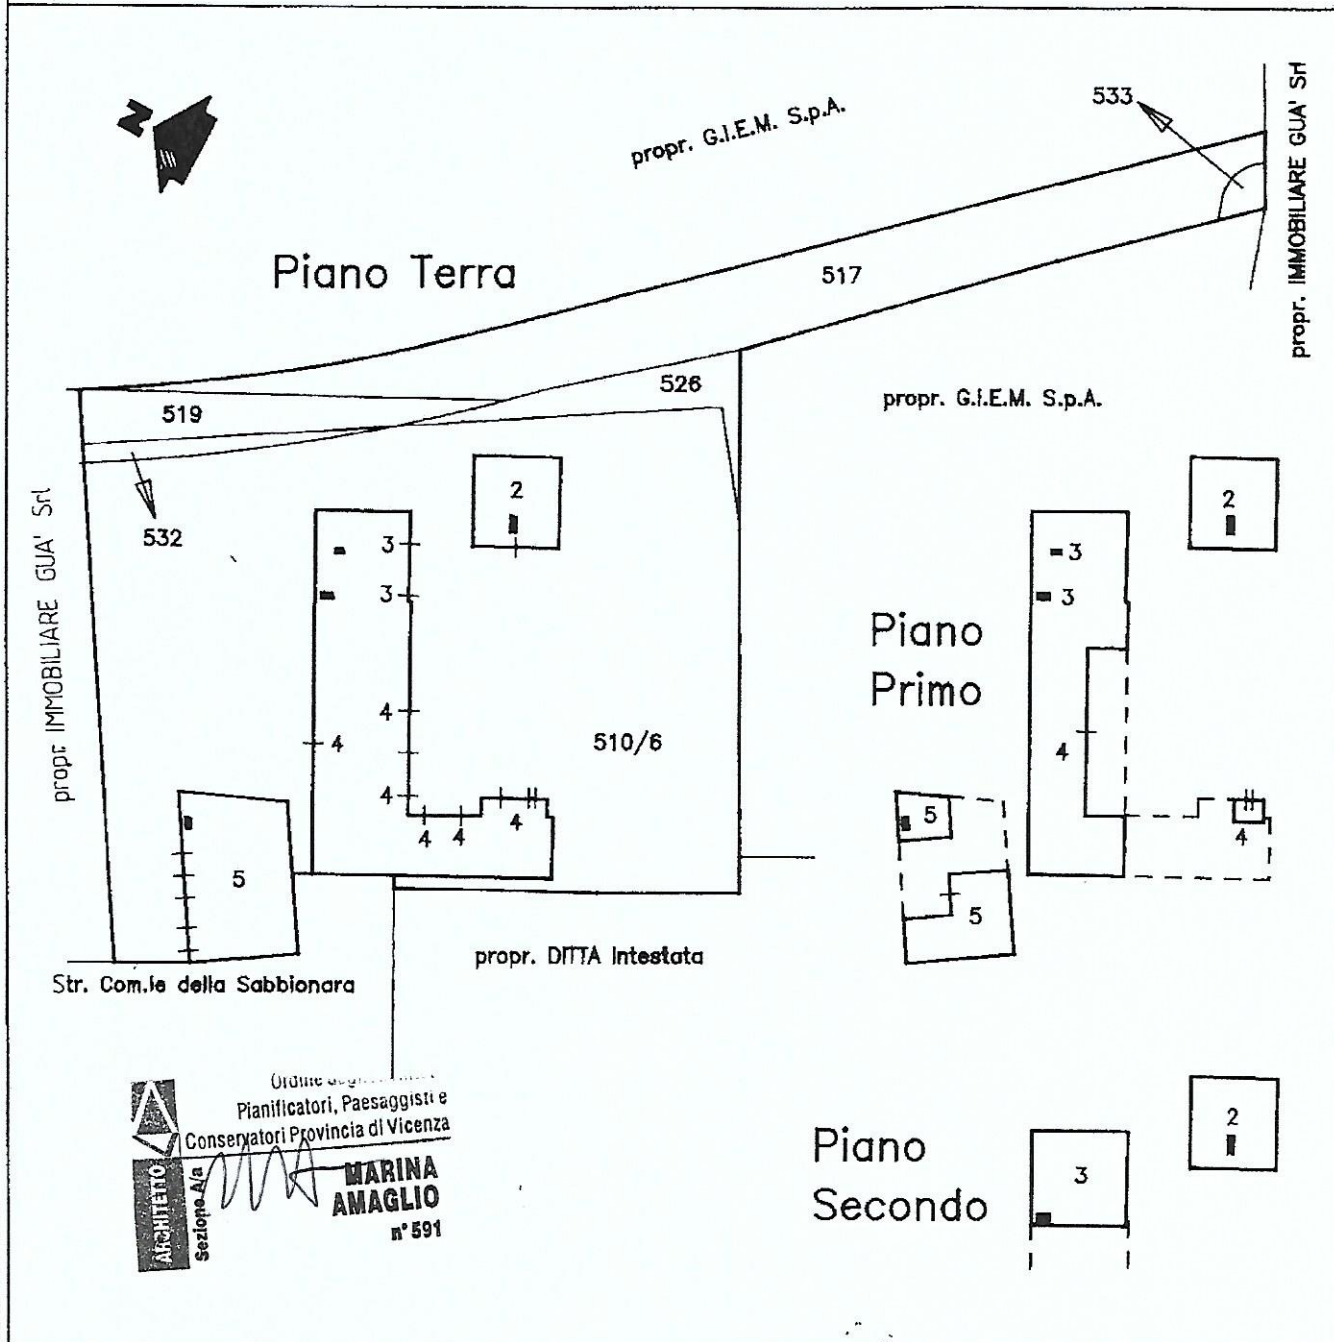 N
533
propr. G.I.E.M. S.p.A.
propr. IMMOBILIARE GUA' Srl
Piano Terra
517
526
519
propr. G.I.E.M. S.p.A.
532
propr. IMMOBILIARE GUA' Srl
2
3
3
4
4
4
4
4
4
510/6
5
2
3
3
Piano
Primo
4
4
5
5
propr. DITTA Intestata
Str. Com.le della Sabbionara
Ordine
Pianificatori, Paesaggisti e
Conservatori Provincia di Vicenza
ARCHITETTO
Sezione A/a
MARINA
AMAGLIO
n° 591
Piano
Secondo
2
3